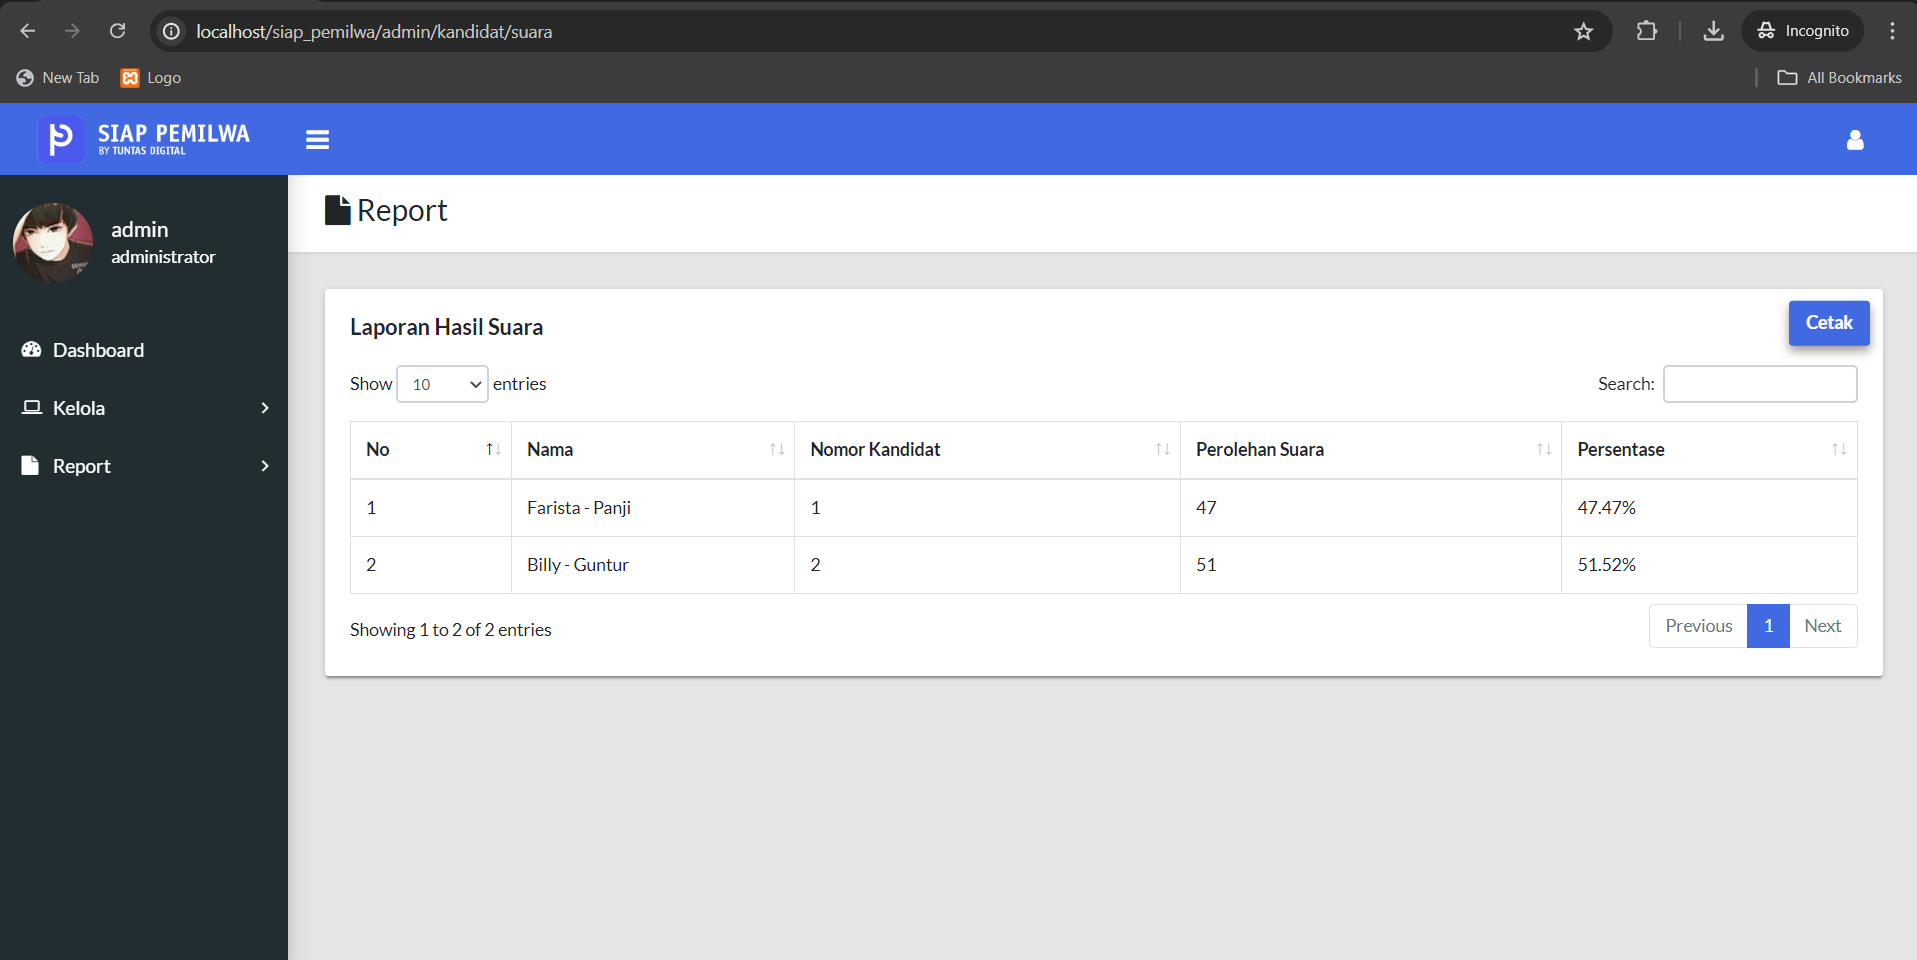 localhost/siap_pemilwa/admin/kandidat/suara
Incognito
New Tab
Logo
All Bookmarks
SIAP PEMILWA
BY TUNTAS DIGITAL
Report
admin
administrator
Dashboard
Kelola
Report
Laporan Hasil Suara
Cetak
Show 10 entries
Search:
No Nama Nomor Kandidat Perolehan Suara Persentase
1 Farista - Panji 1 47 47.47%
2 Billy - Guntur 2 51 51.52%
Showing 1 to 2 of 2 entries
Previous 1 Next